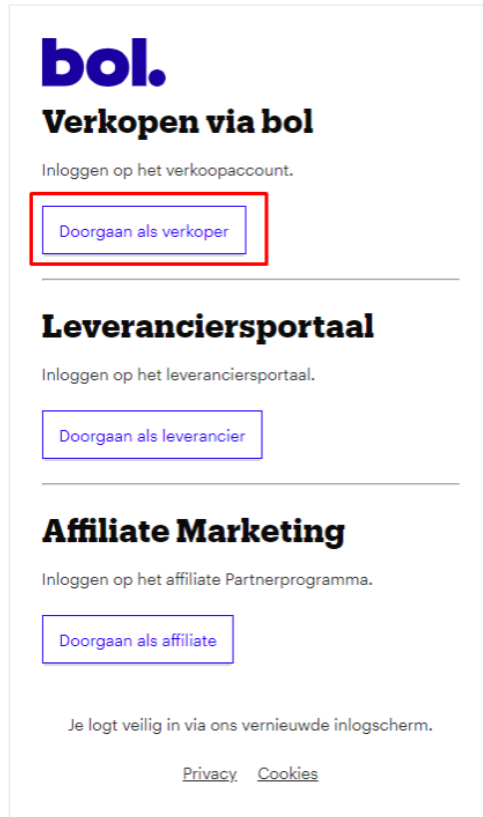 bol.
Verkopen via bol
Inloggen op het verkoopaccount.
Doorgaan als verkoper
Leveranciersportaal
Inloggen op het leveranciersportaal.
Doorgaan als leverancier
Affiliate Marketing
Inloggen op het affiliate Partnerprogramma.
Doorgaan als affiliate
Je logt veilig in via ons vernieuwde inlogscherm.
Privacy Cookies